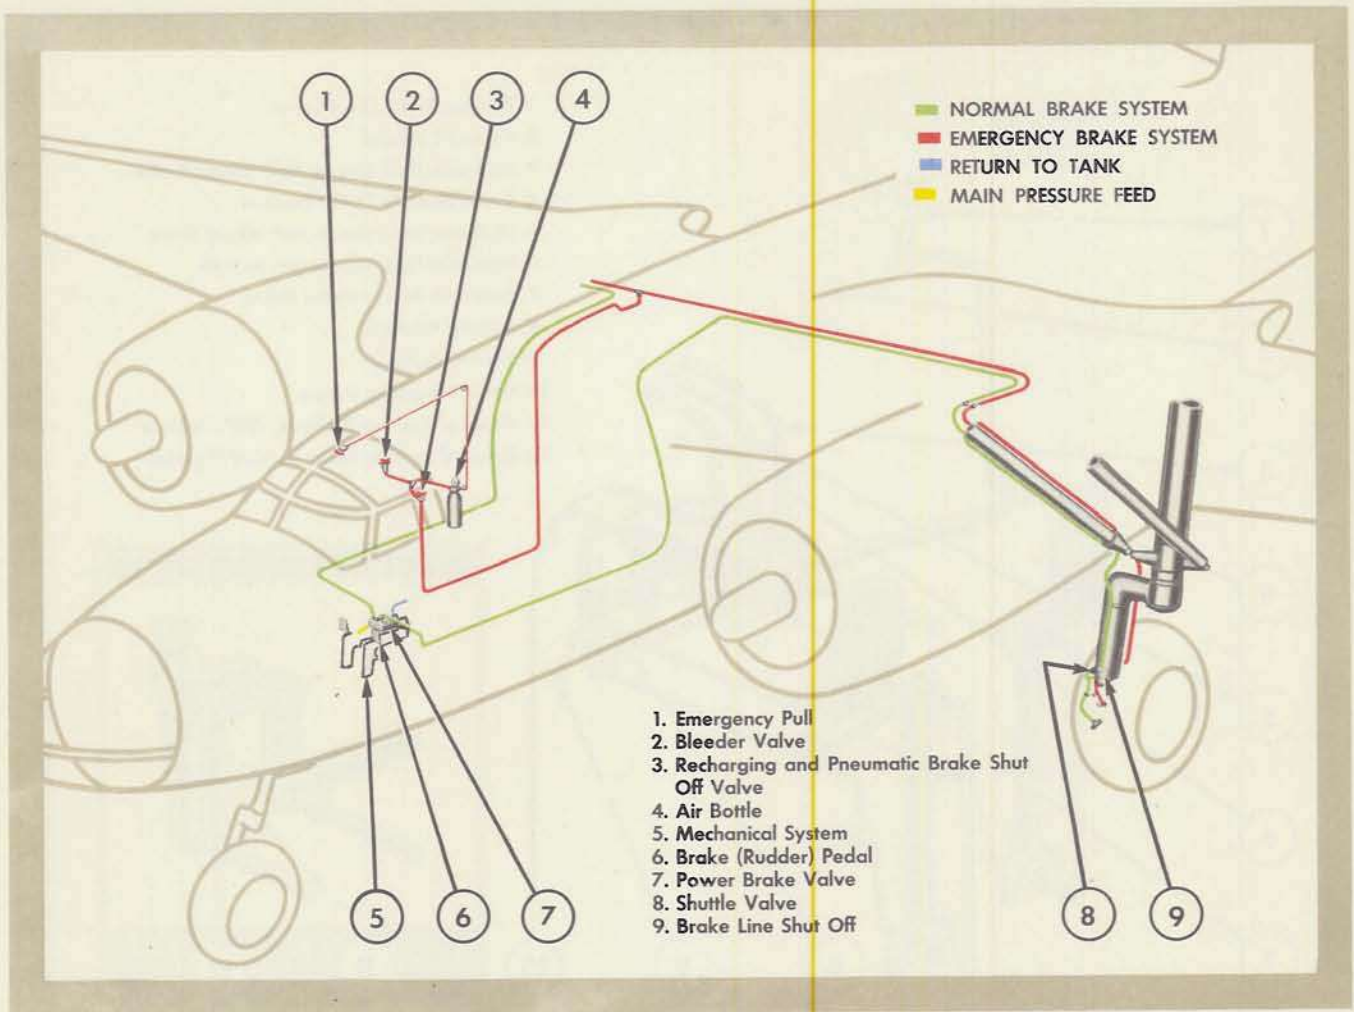 1
2
3
4
NORMAL BRAKE SYSTEM
EMERGENCY BRAKE SYSTEM
RETURN TO TANK
MAIN PRESSURE FEED
1. Emergency Pull
2. Bleeder Valve
3. Recharging and Pneumatic Brake Shut
Off Valve
4. Air Bottle
5. Mechanical System
6. Brake (Rudder) Pedal
7. Power Brake Valve
8. Shuttle Valve
9. Brake Line Shut Off
5
6
7
8
9